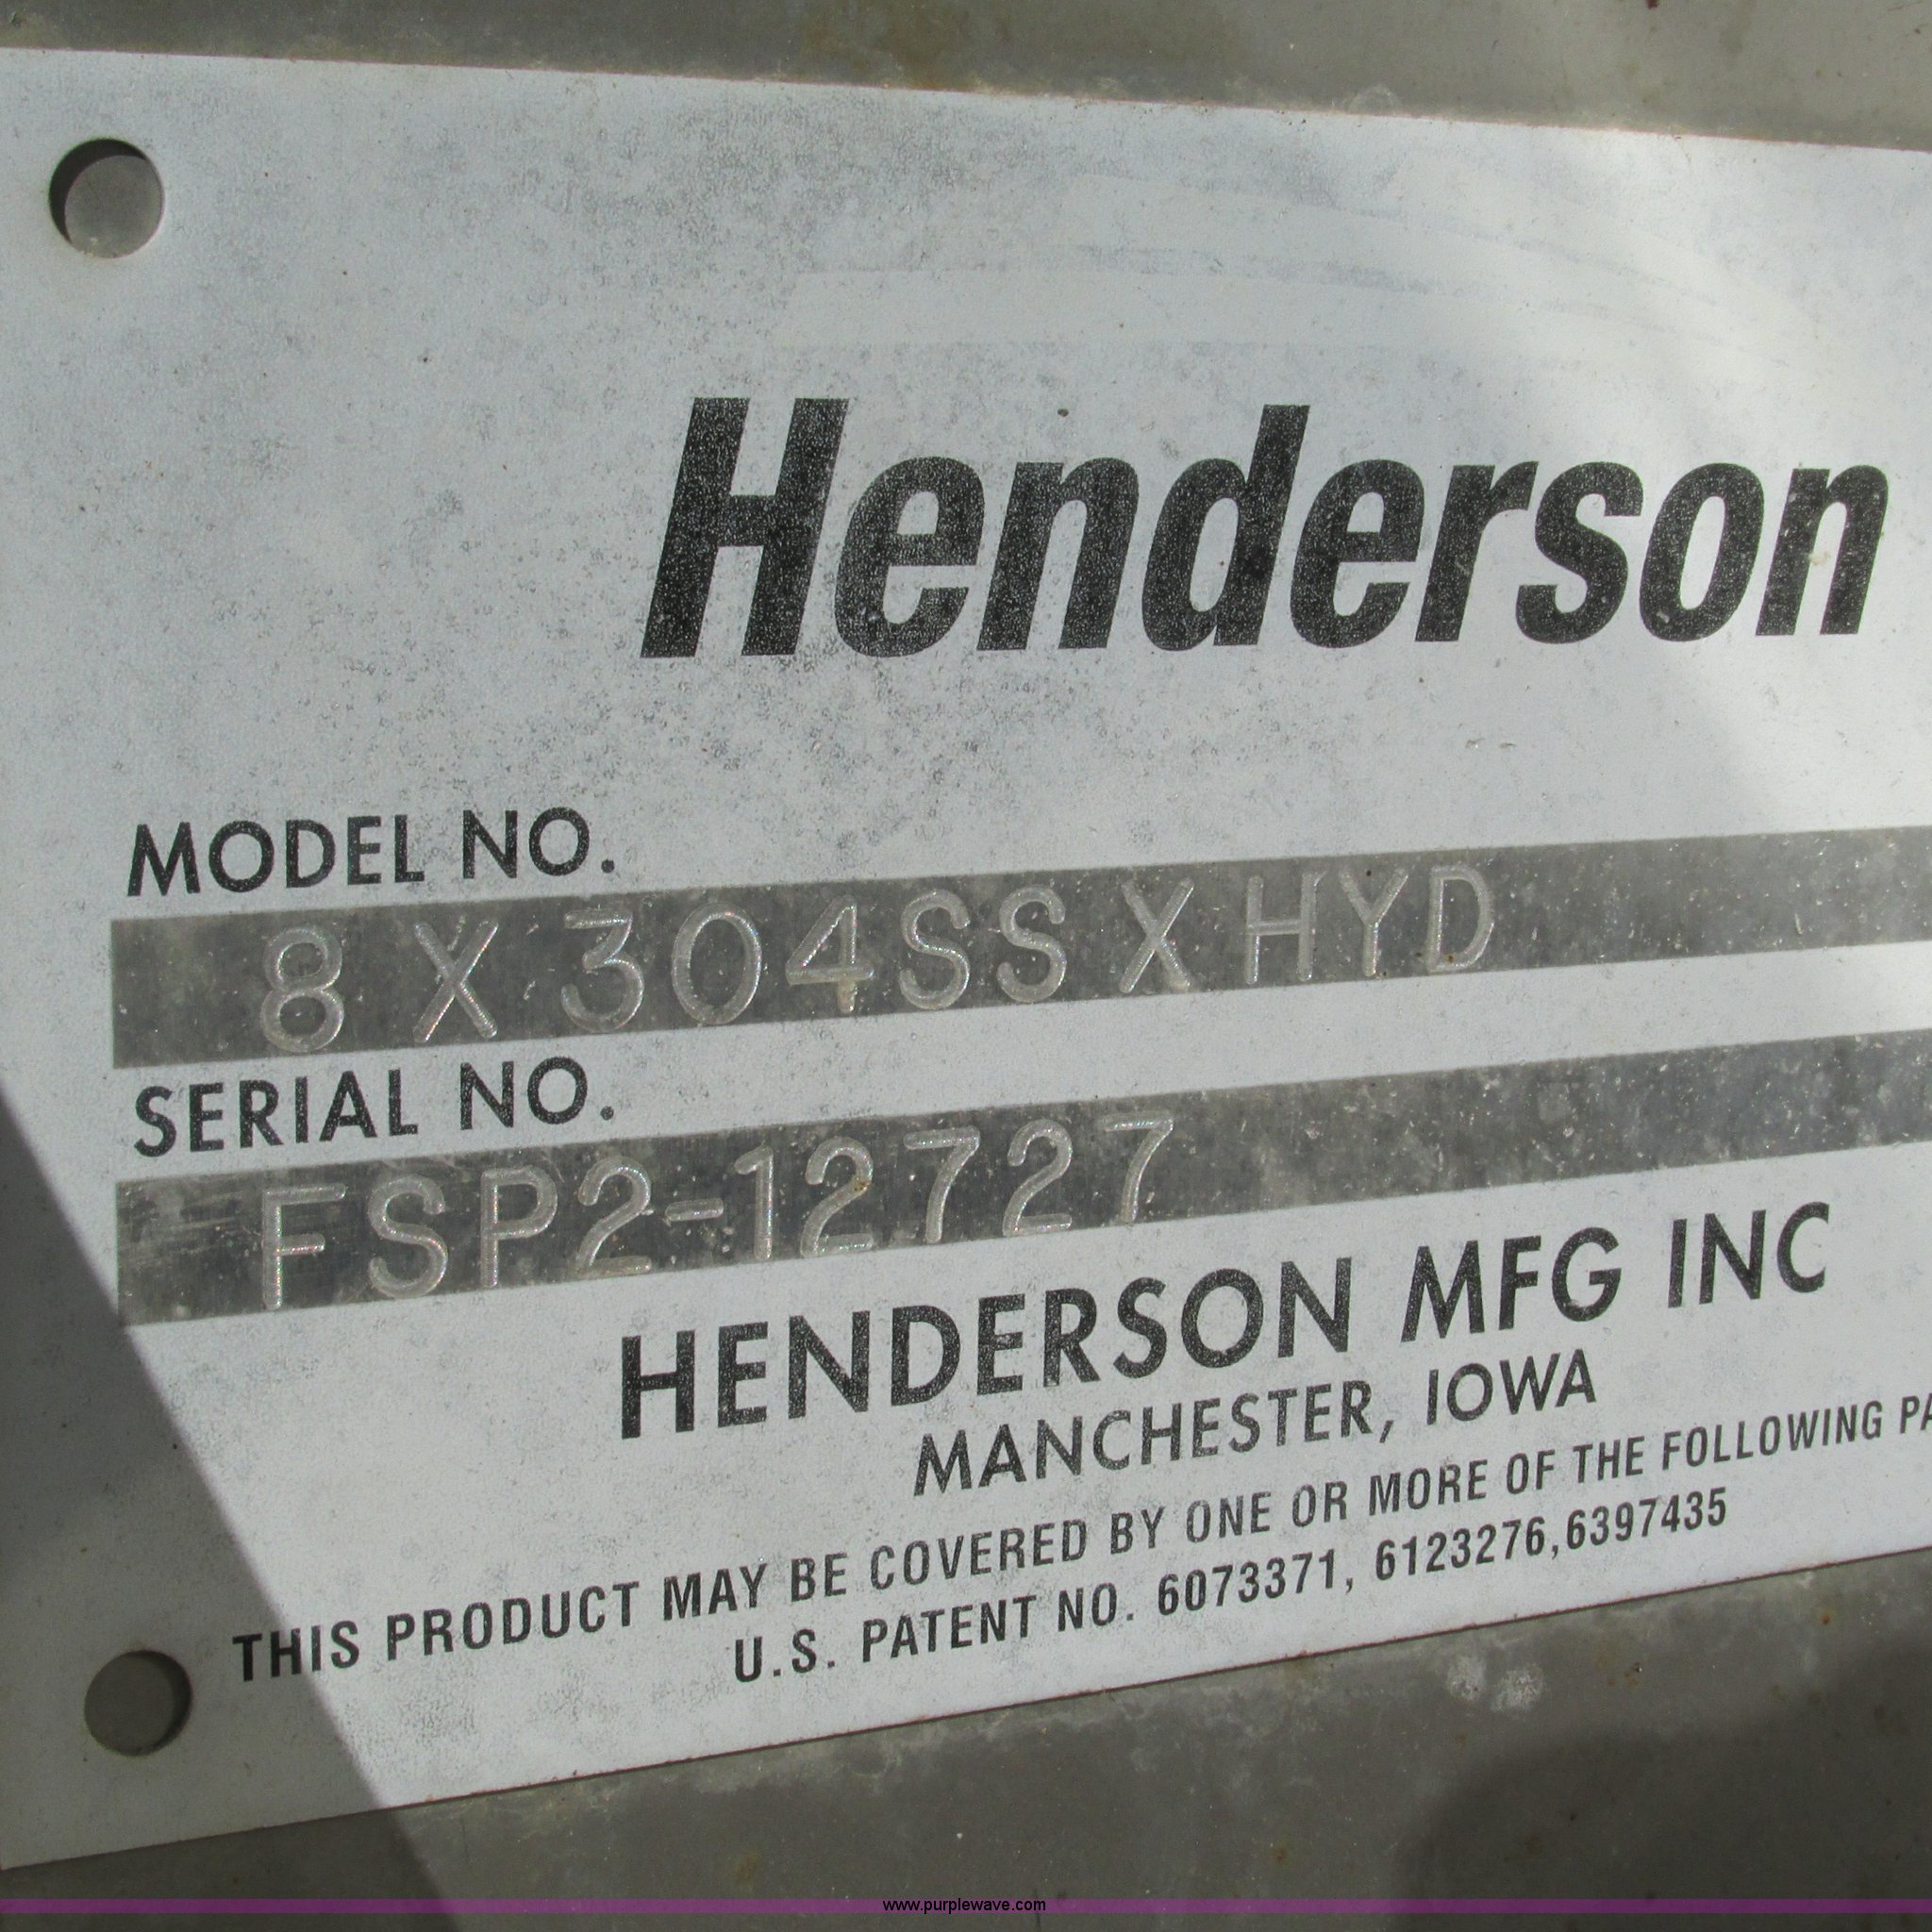 Henderson
MODEL NO.
8 X 304SS X HYD
SERIAL NO.
FSP2-12727
HENDERSON MFG INC
MANCHESTER, IOWA
THIS PRODUCT MAY BE COVERED BY ONE OR MORE OF THE FOLLOWING PA
U.S. PATENT NO. 6073371, 6123276,6397435
www.purplewave.com